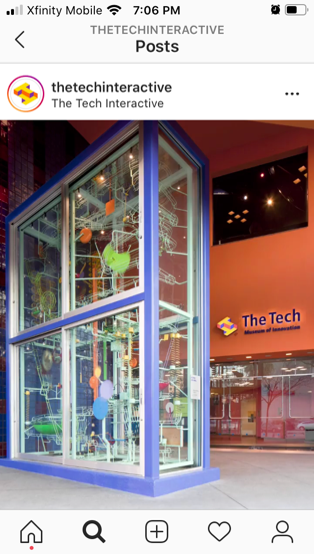 Xfinity Mobile 7:06 PM
THETECHINTERACTIVE
Posts
thetechinteractive
The Tech Interactive
The Tech
Museum of Innovation